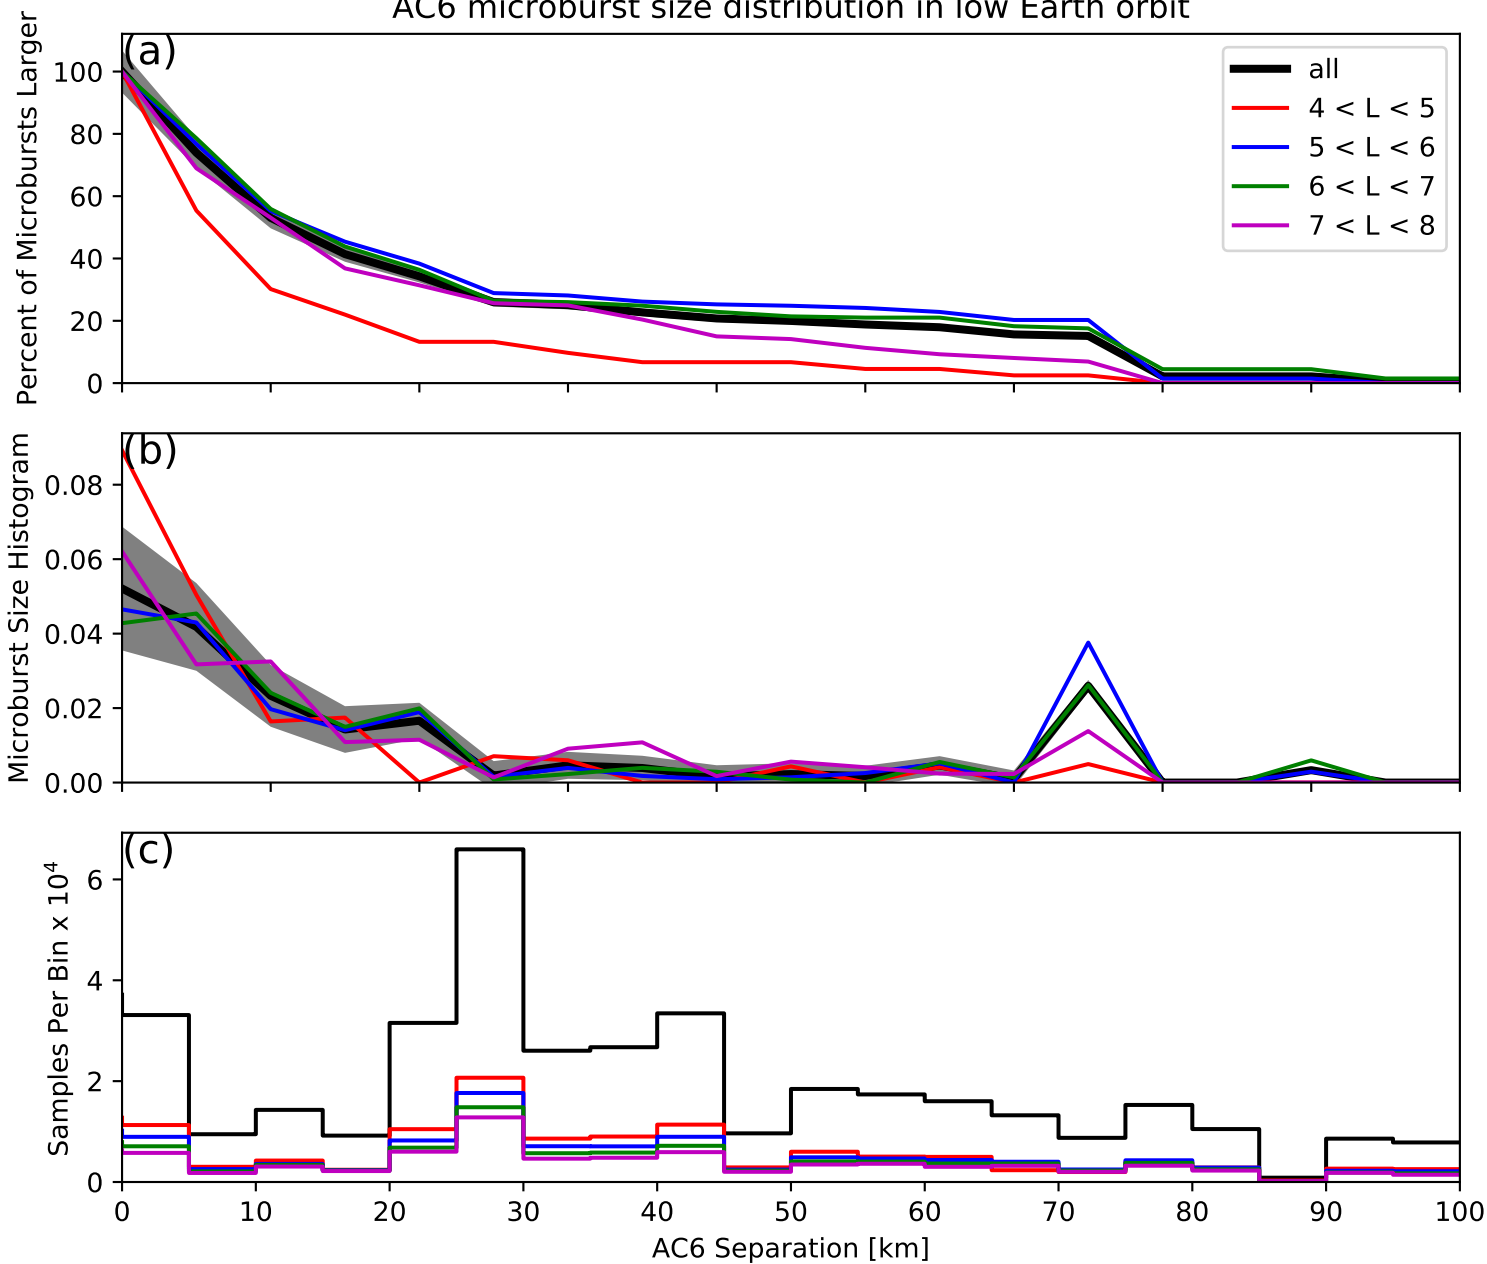 AC6 microburst size distribution in low Earth orbit
(a)
Percent of Microbursts Larger
100
80
60
40
20
0
all
4 < L < 5
5 < L < 6
6 < L < 7
7 < L < 8
(b)
Microburst Size Histogram
0.08
0.06
0.04
0.02
0.00
(c)
Samples Per Bin x 10⁴
6
4
2
0
0 10 20 30 40 50 60 70 80 90 100
AC6 Separation [km]